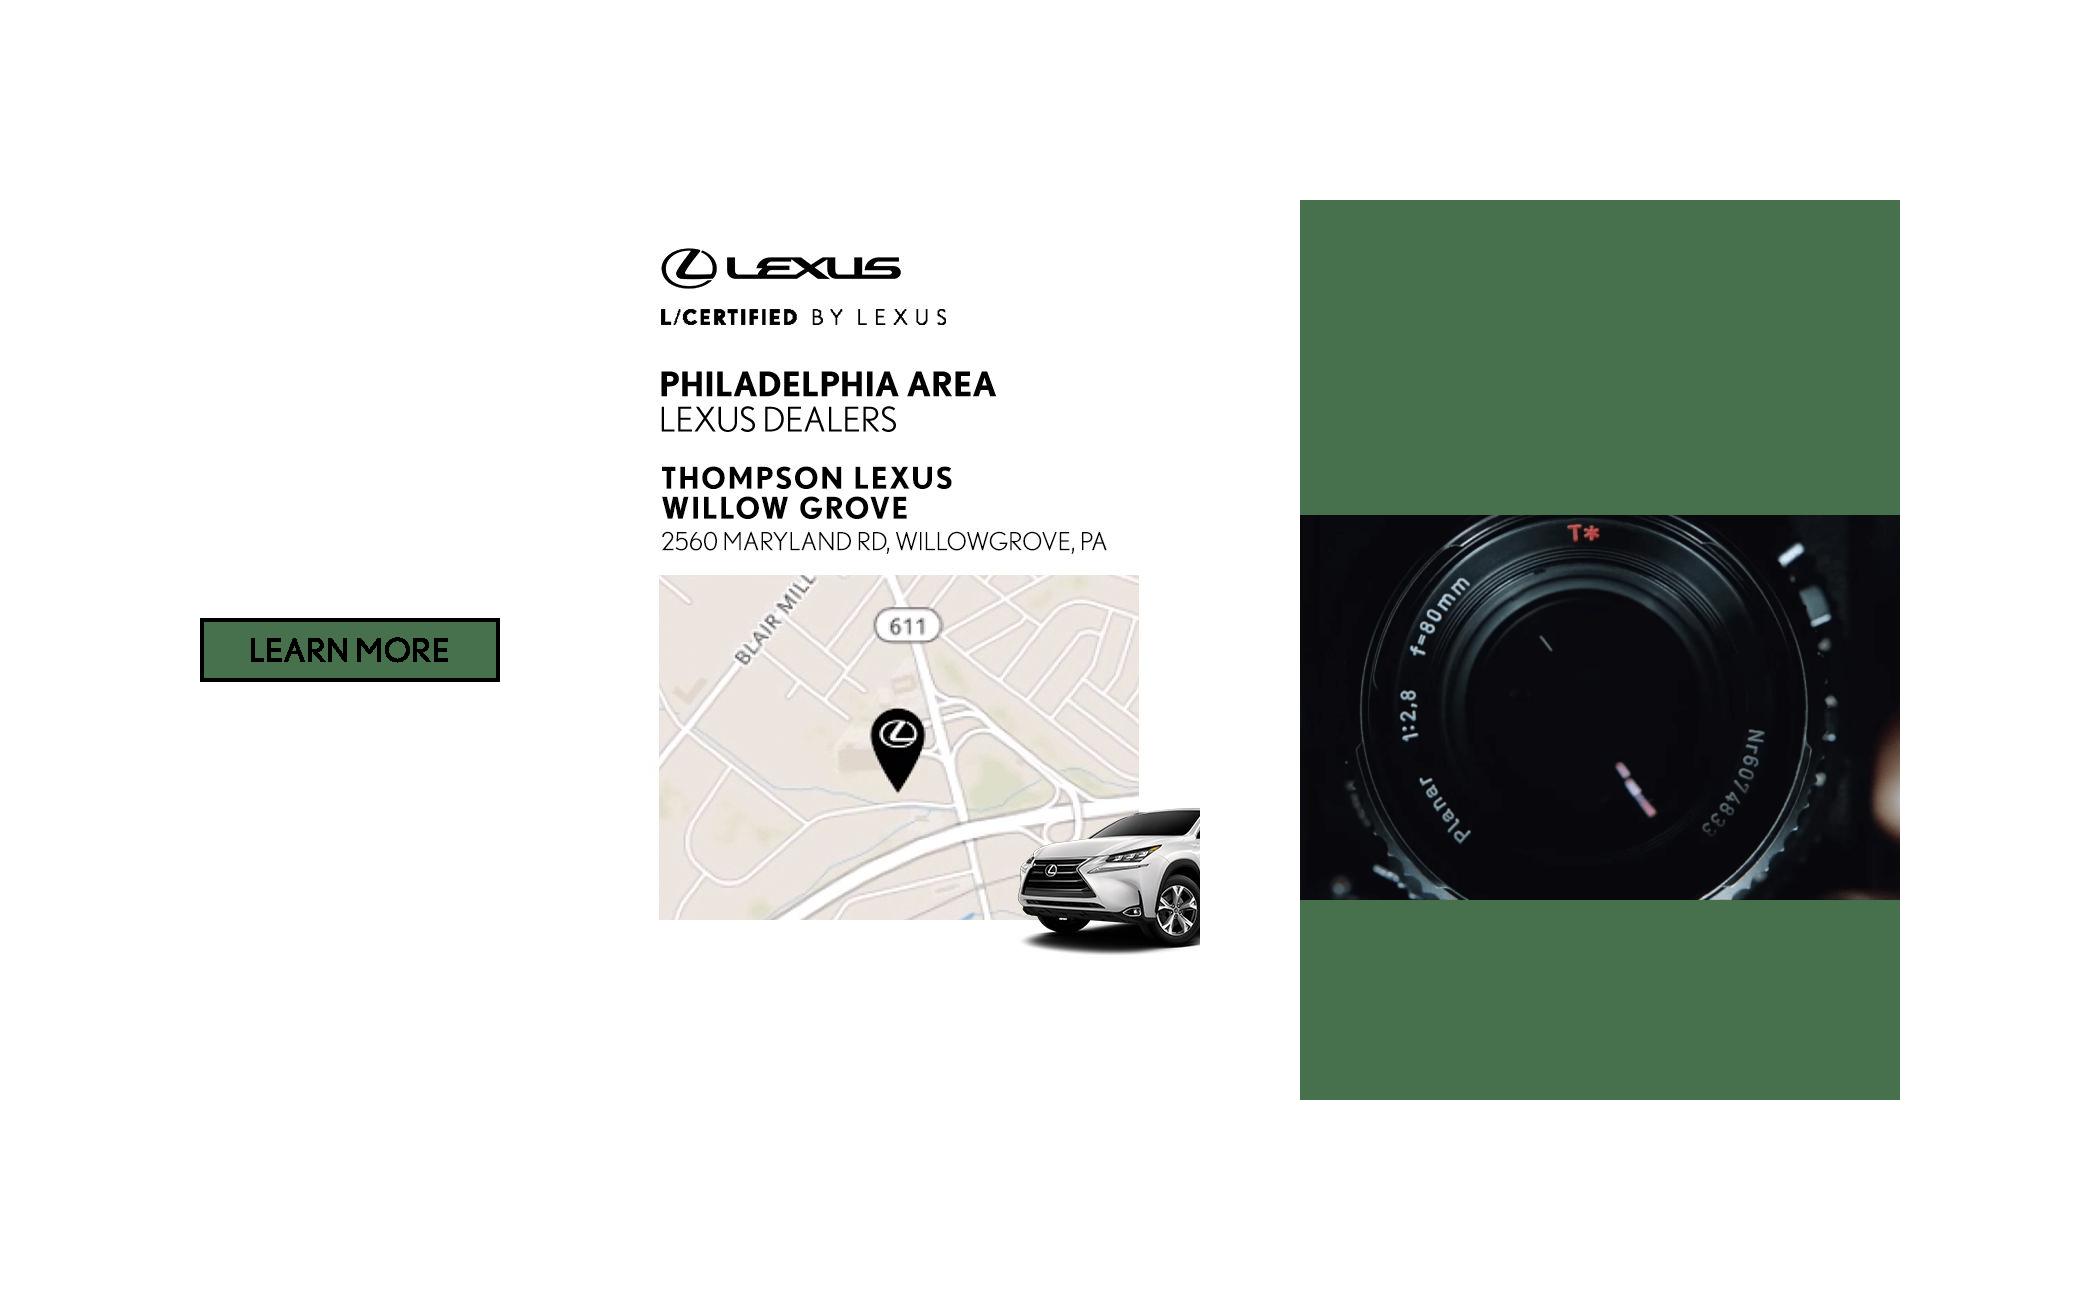 LEXUS
L/CERTIFIED BY LEXUS
PHILADELPHIA AREA
LEXUS DEALERS
THOMPSON LEXUS
WILLOW GROVE
2560 MARYLAND RD, WILLOWGROVE, PA
LEARN MORE
BLAIR MILL
611
T*
f=80mm
1:2,8
Planar
Nr6074833